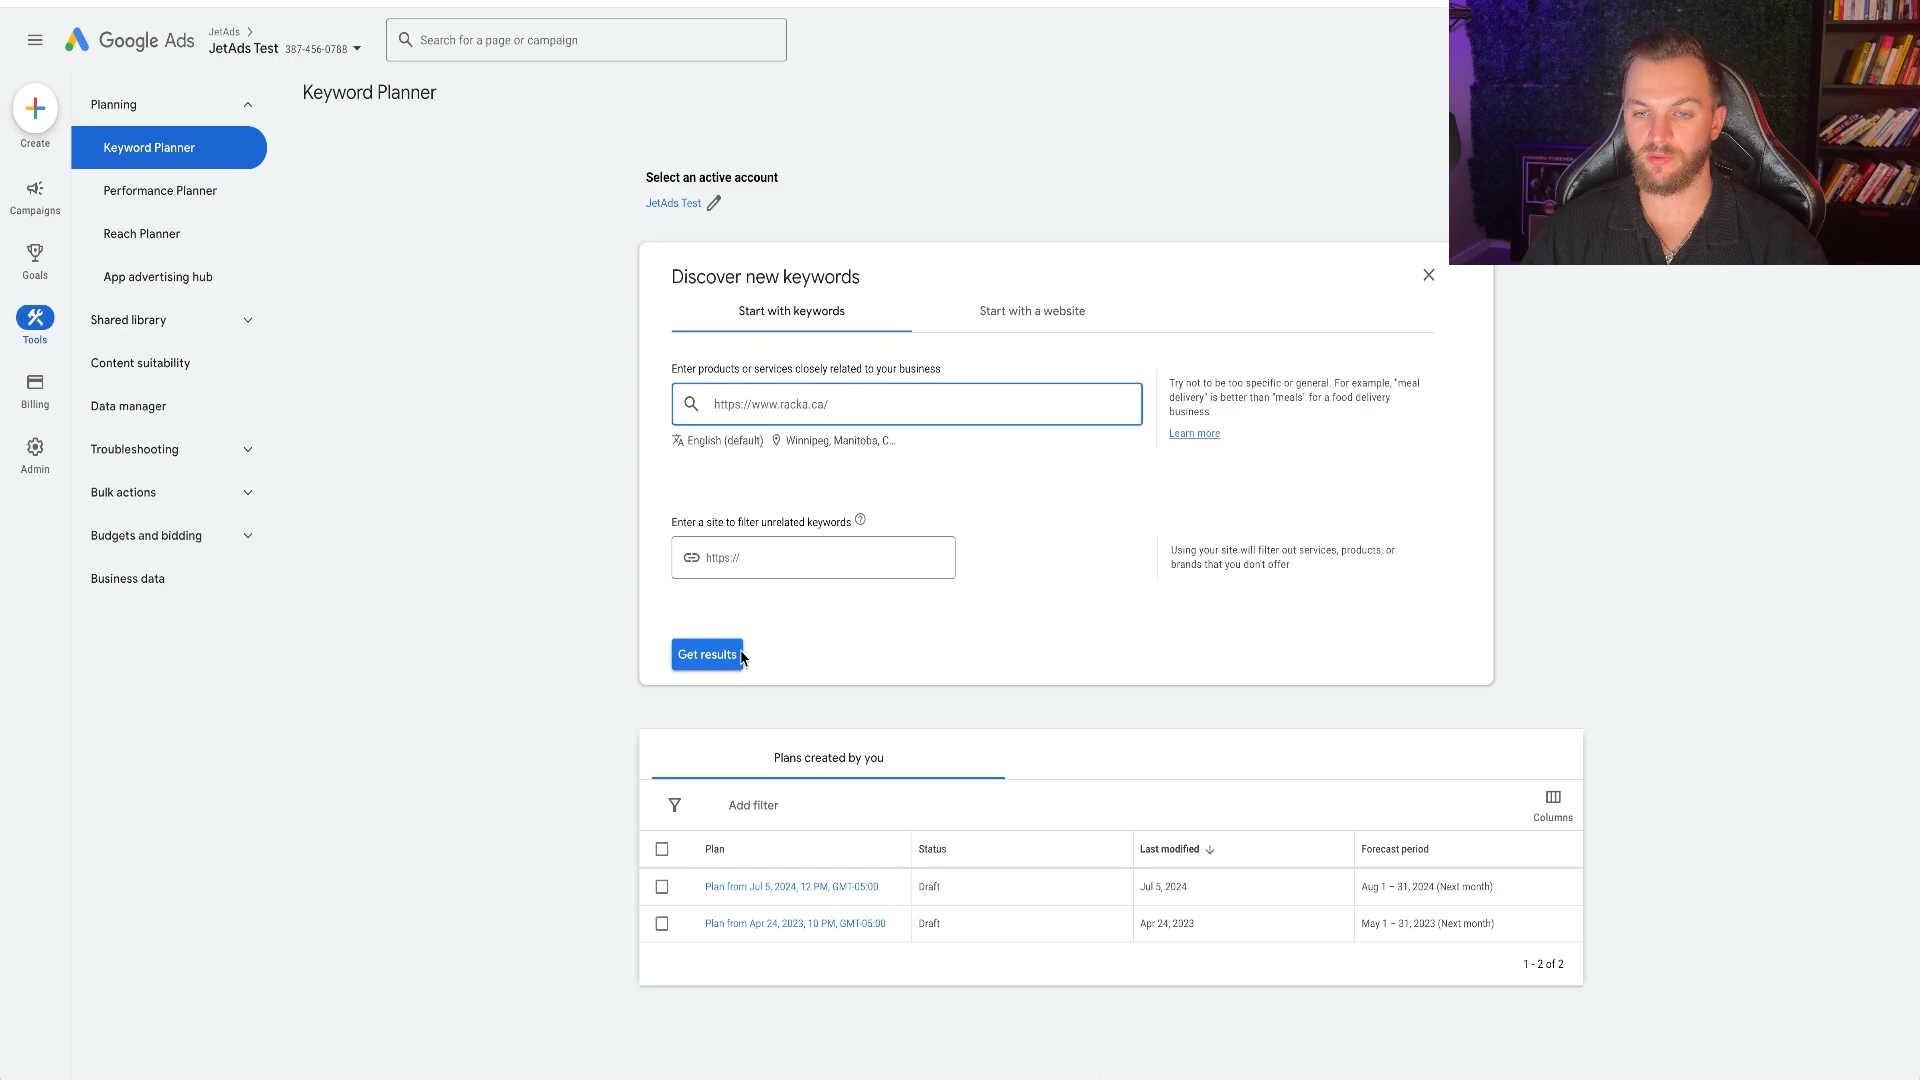 Google Ads
JetAds
JetAds Test 387-456-0788
Search for a page or campaign
Create
Campaigns
Goals
Tools
Billing
Admin
Planning
Keyword Planner
Performance Planner
Reach Planner
App advertising hub
Shared library
Content suitability
Data manager
Troubleshooting
Bulk actions
Budgets and bidding
Business data
Keyword Planner
Select an active account
JetAds Test
Discover new keywords
Start with keywords
Start with a website
Enter products or services closely related to your business
https://www.racka.ca/
English (default) Winnipeg, Manitoba, C...
Try not to be too specific or general. For example, "meal
delivery" is better than "meals" for a food delivery
business
Learn more
Enter a site to filter unrelated keywords
https://
Using your site will filter out services, products, or
brands that you don't offer
Get results
Plans created by you
Add filter
Columns
Plan Status Last modified Forecast period
Plan from Jul 5, 2024, 12 PM, GMT-05:00 Draft Jul 5, 2024 Aug 1 – 31, 2024 (Next month)
Plan from Apr 24, 2023, 10 PM, GMT-05:00 Draft Apr 24, 2023 May 1 – 31, 2023 (Next month)
1 - 2 of 2